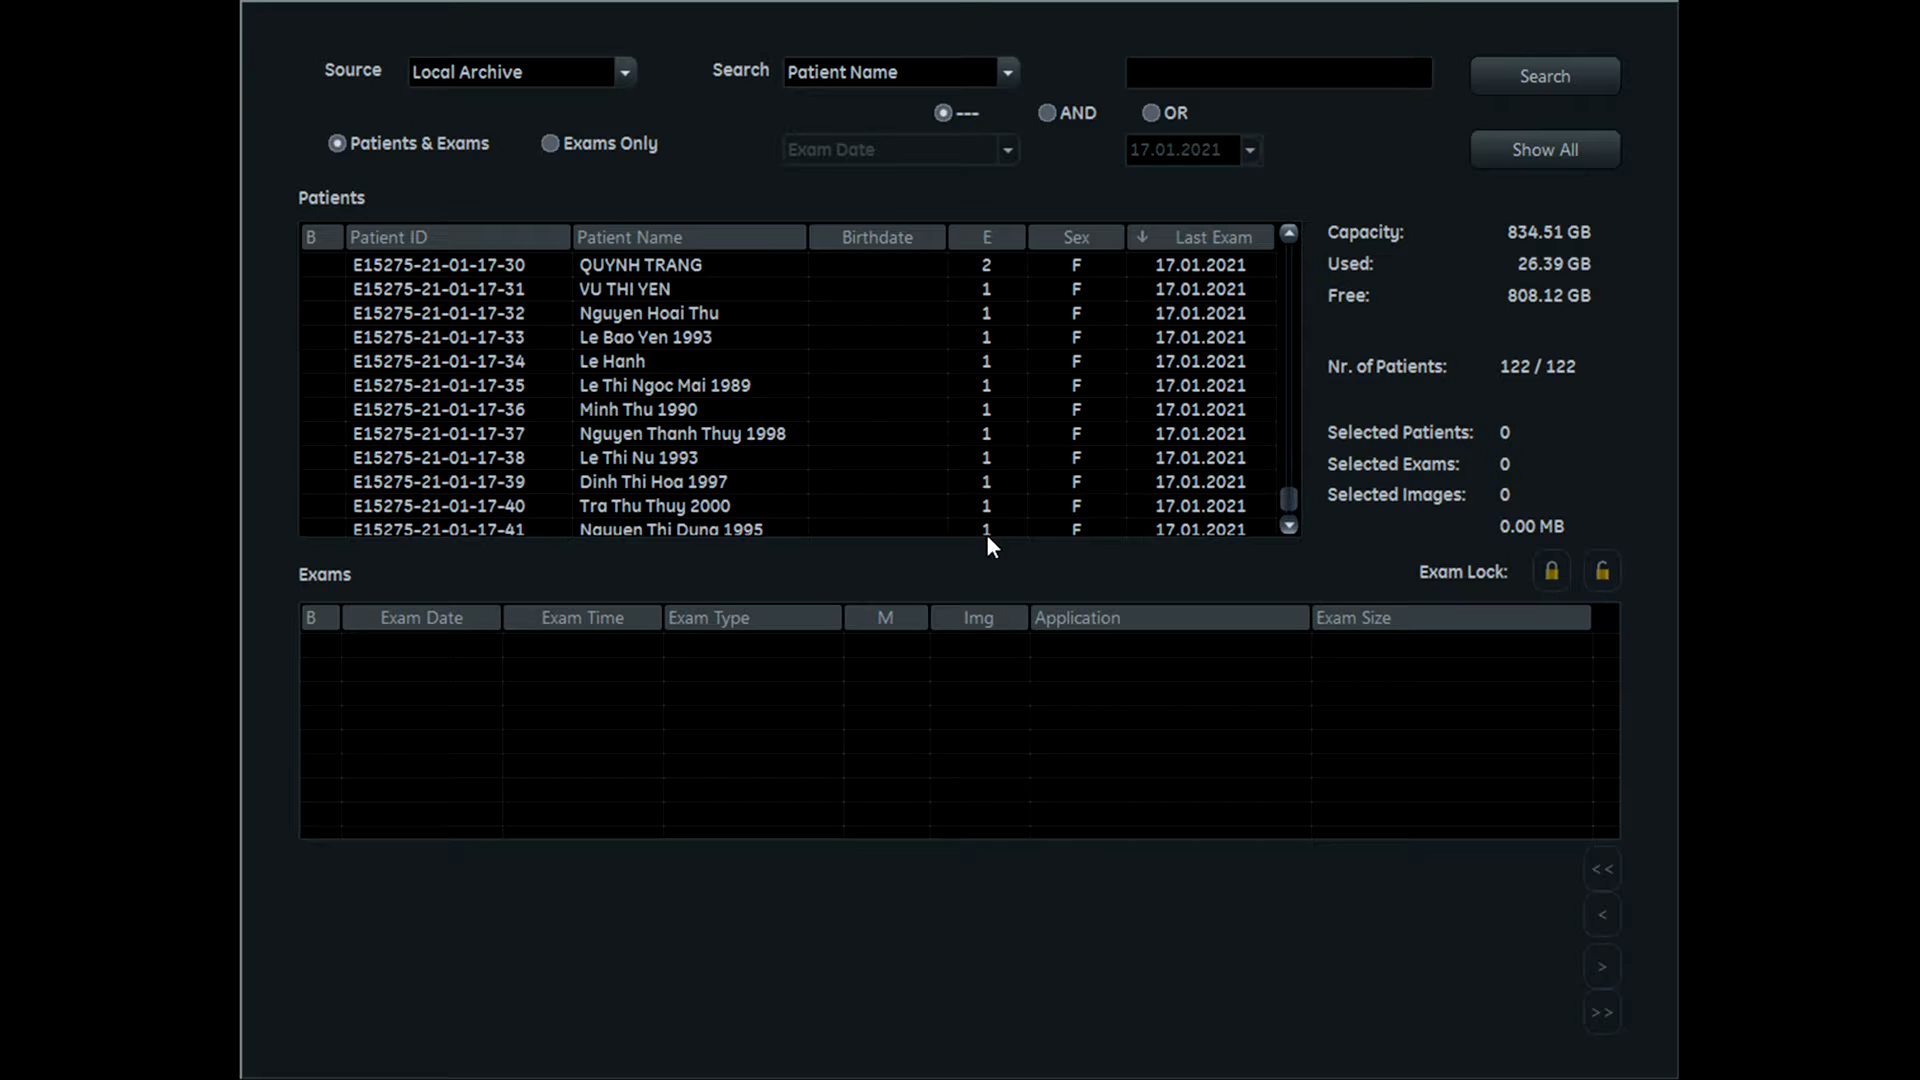 Source Local Archive Search Patient Name Search
--- AND OR
Patients & Exams Exams Only Exam Date 17.01.2021 Show All
Patients
B Patient ID Patient Name Birthdate E Sex Last Exam
E15275-21-01-17-30 QUYNH TRANG 2 F 17.01.2021
E15275-21-01-17-31 VU THI YEN 1 F 17.01.2021
E15275-21-01-17-32 Nguyen Hoai Thu 1 F 17.01.2021
E15275-21-01-17-33 Le Bao Yen 1993 1 F 17.01.2021
E15275-21-01-17-34 Le Hanh 1 F 17.01.2021
E15275-21-01-17-35 Le Thi Ngoc Mai 1989 1 F 17.01.2021
E15275-21-01-17-36 Minh Thu 1990 1 F 17.01.2021
E15275-21-01-17-37 Nguyen Thanh Thuy 1998 1 F 17.01.2021
E15275-21-01-17-38 Le Thi Nu 1993 1 F 17.01.2021
E15275-21-01-17-39 Dinh Thi Hoa 1997 1 F 17.01.2021
E15275-21-01-17-40 Tra Thu Thuy 2000 1 F 17.01.2021
E15275-21-01-17-41 Nguyen Thi Dung 1995 1 F 17.01.2021
Capacity: 834.51 GB
Used: 26.39 GB
Free: 808.12 GB
Nr. of Patients: 122 / 122
Selected Patients: 0
Selected Exams: 0
Selected Images: 0
0.00 MB
Exams Exam Lock:
B Exam Date Exam Time Exam Type M Img Application Exam Size
<<
<
>
>>